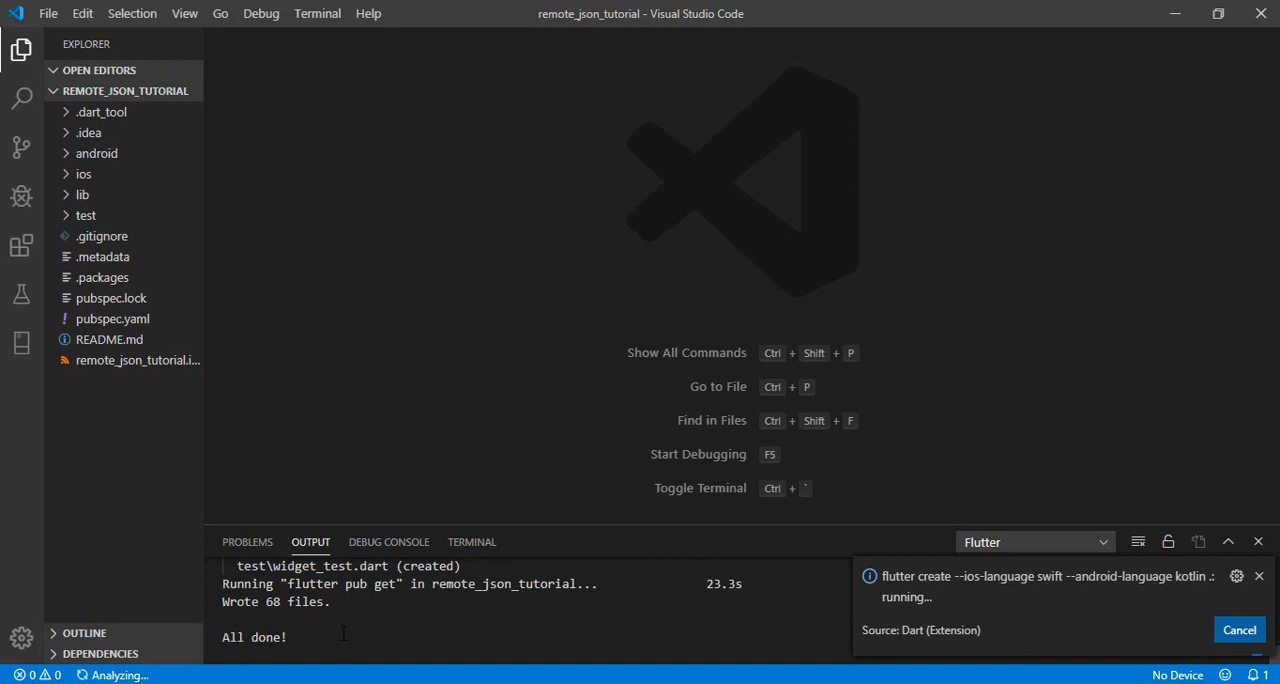 File Edit Selection View Go Debug Terminal Help
remote_json_tutorial - Visual Studio Code
EXPLORER
OPEN EDITORS
REMOTE_JSON_TUTORIAL
.dart_tool
.idea
android
ios
lib
test
.gitignore
.metadata
.packages
pubspec.lock
pubspec.yaml
README.md
remote_json_tutorial.i...
OUTLINE
DEPENDENCIES
Show All Commands Ctrl + Shift + P
Go to File Ctrl + P
Find in Files Ctrl + Shift + F
Start Debugging F5
Toggle Terminal Ctrl + `
PROBLEMS OUTPUT DEBUG CONSOLE TERMINAL
Flutter
test\widget_test.dart (created)
Running "flutter pub get" in remote_json_tutorial... 23.3s
Wrote 68 files.
All done!
flutter create --ios-language swift --android-language kotlin .:
running...
Source: Dart (Extension)
Cancel
0 0 Analyzing...
No Device
1